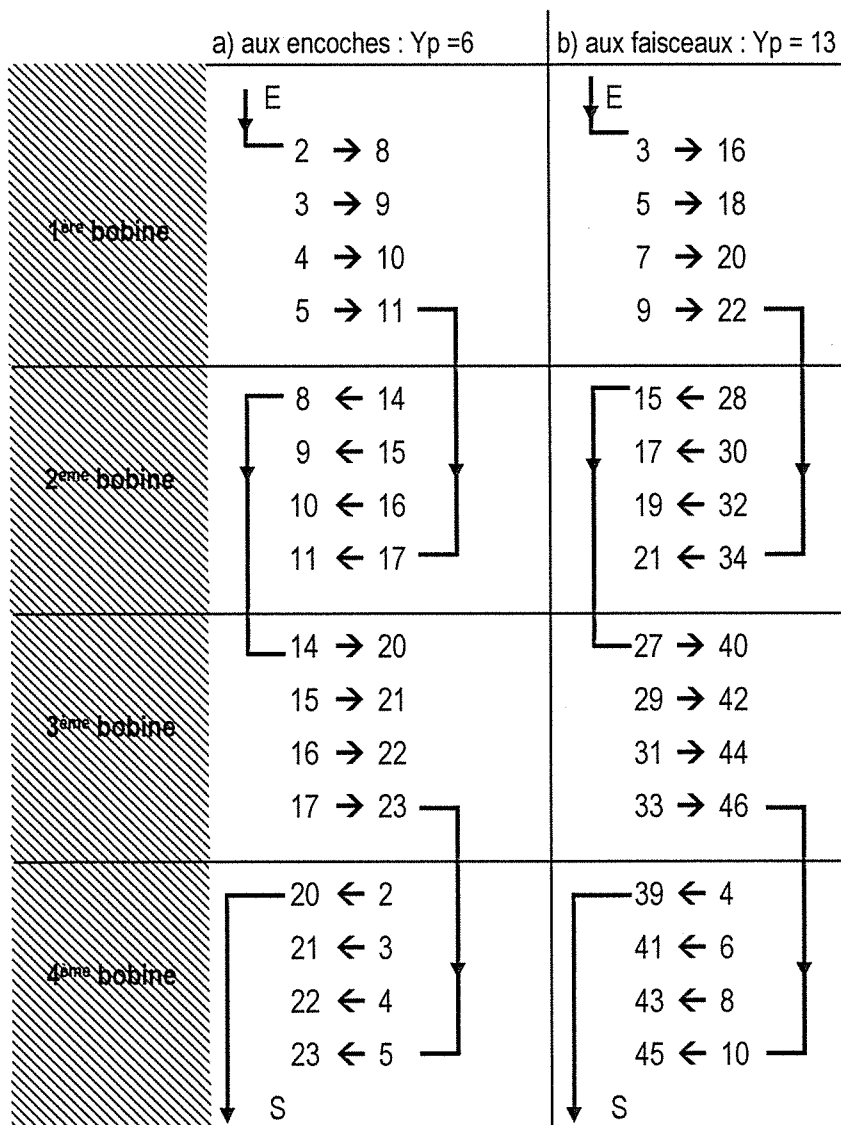 a) aux encoches : Yp =6 b) aux faisceaux : Yp = 13
E E
2 → 8 3 → 16
3 → 9 5 → 18
1ère bobine
4 → 10 7 → 20
5 → 11 9 → 22
8 ← 14 15 ← 28
9 ← 15 17 ← 30
2ème bobine
10 ← 16 19 ← 32
11 ← 17 21 ← 34
14 → 20 27 → 40
15 → 21 29 → 42
3ème bobine
16 → 22 31 → 44
17 → 23 33 → 46
20 ← 2 39 ← 4
21 ← 3 41 ← 6
4ème bobine
22 ← 4 43 ← 8
23 ← 5 45 ← 10
S S